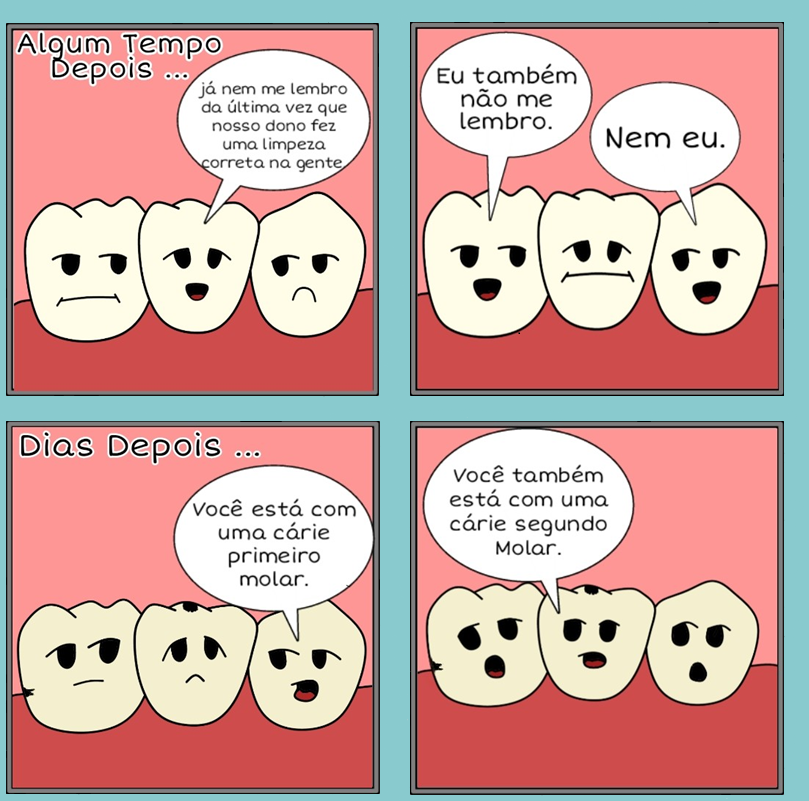 Algum Tempo
Depois ...
já nem me lembro
da última vez que
nosso dono fez
uma limpeza
correta na gente
Eu também
não me
lembro.
Nem eu.
Dias Depois ...
Você está com
uma cárie
primeiro
molar.
Você também
está com uma
cárie segundo
Molar.